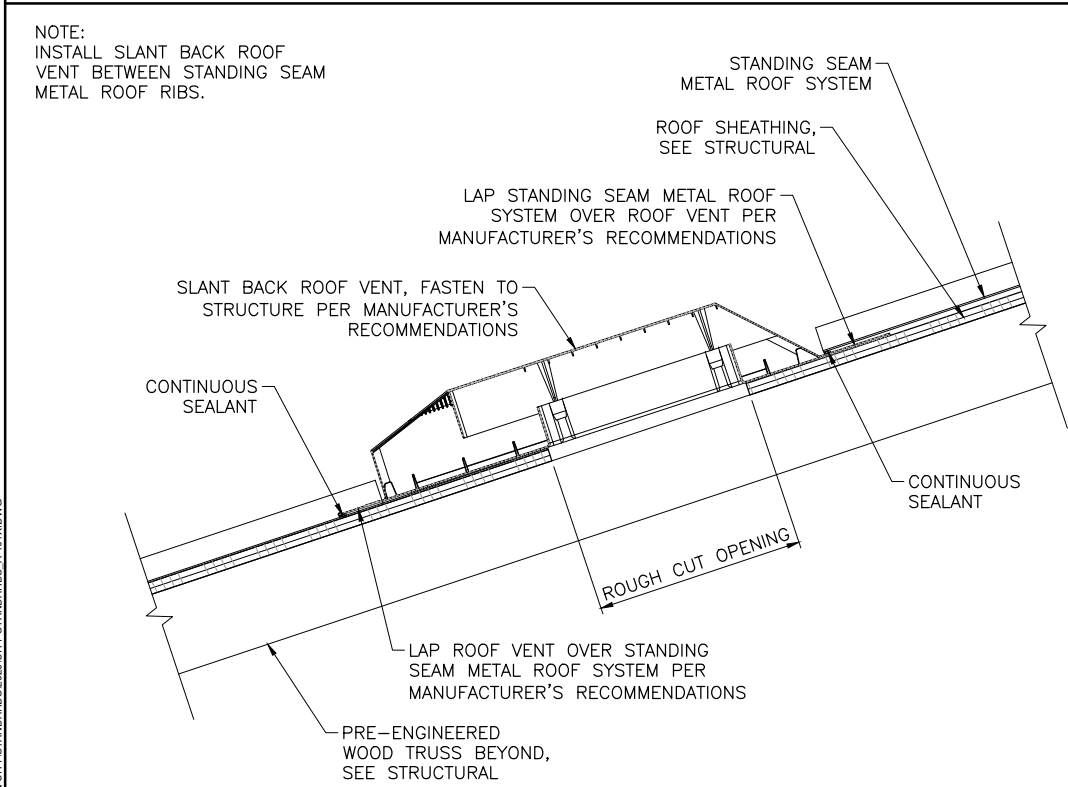 NOTE:
INSTALL SLANT BACK ROOF
VENT BETWEEN STANDING SEAM
METAL ROOF RIBS.
STANDING SEAM
METAL ROOF SYSTEM
ROOF SHEATHING,
SEE STRUCTURAL
LAP STANDING SEAM METAL ROOF
SYSTEM OVER ROOF VENT PER
MANUFACTURER'S RECOMMENDATIONS
SLANT BACK ROOF VENT, FASTEN TO
STRUCTURE PER MANUFACTURER'S
RECOMMENDATIONS
CONTINUOUS
SEALANT
CONTINUOUS
SEALANT
ROUGH CUT OPENING
LAP ROOF VENT OVER STANDING
SEAM METAL ROOF SYSTEM PER
MANUFACTURER'S RECOMMENDATIONS
PRE-ENGINEERED
WOOD TRUSS BEYOND,
SEE STRUCTURAL